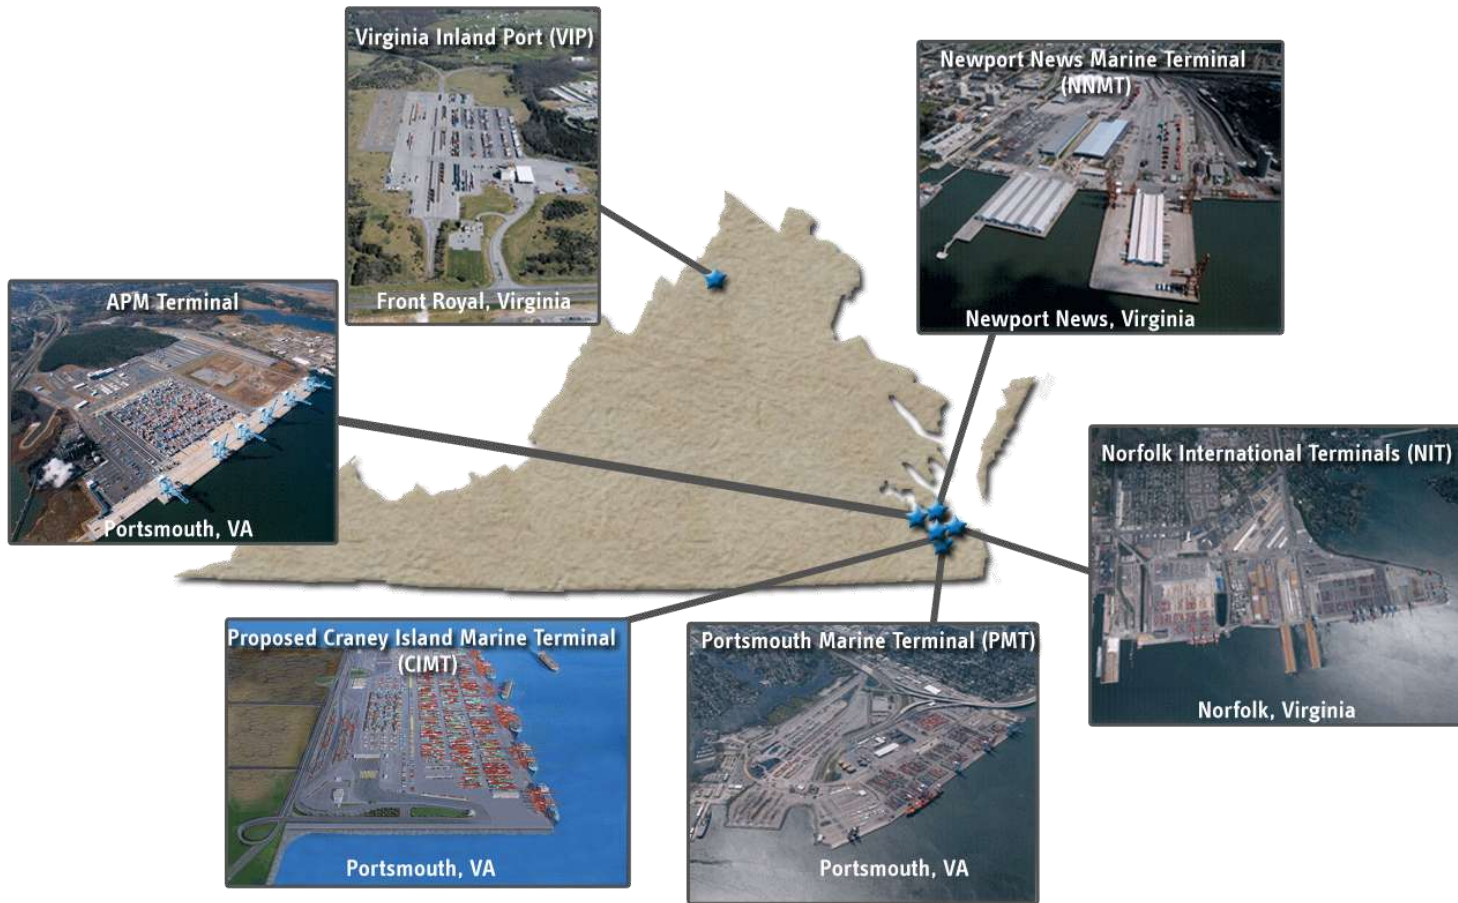 Virginia Inland Port (VIP)
Front Royal, Virginia
Newport News Marine Terminal
(NNMT)
Newport News, Virginia
APM Terminal
Portsmouth, VA
Norfolk International Terminals (NIT)
Norfolk, Virginia
Proposed Craney Island Marine Terminal
(CIMT)
Portsmouth, VA
Portsmouth Marine Terminal (PMT)
Portsmouth, VA